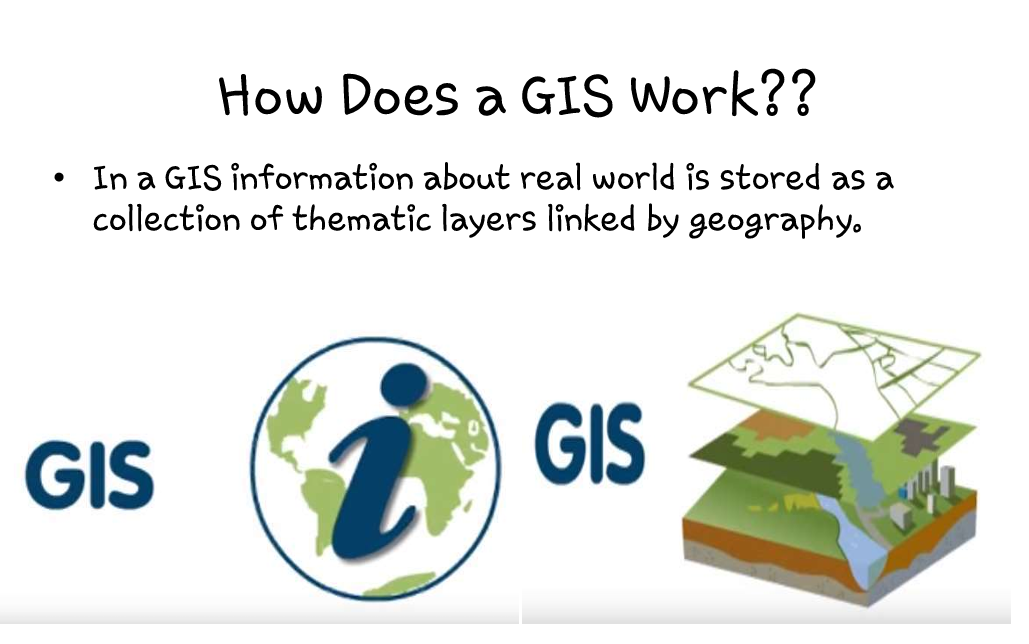 How Does a GIS Work??
• In a GIS information about real world is stored as a
collection of thematic layers linked by geography.
GIS
i
GIS